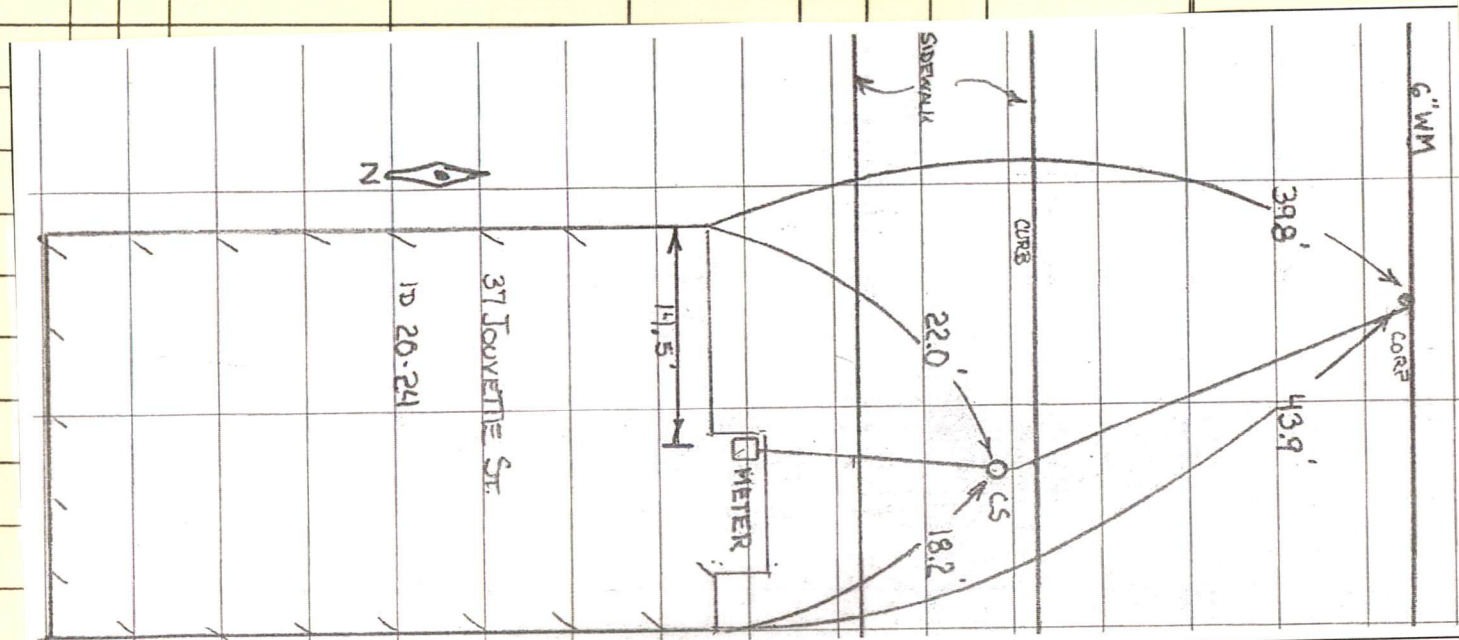 6" WM
CORP
39.8'
43.9'
CURB
CS
SIDEWALK
22.0'
18.2'
METER
14.5'
37 JOUVETTE ST.
ID 26-24
N